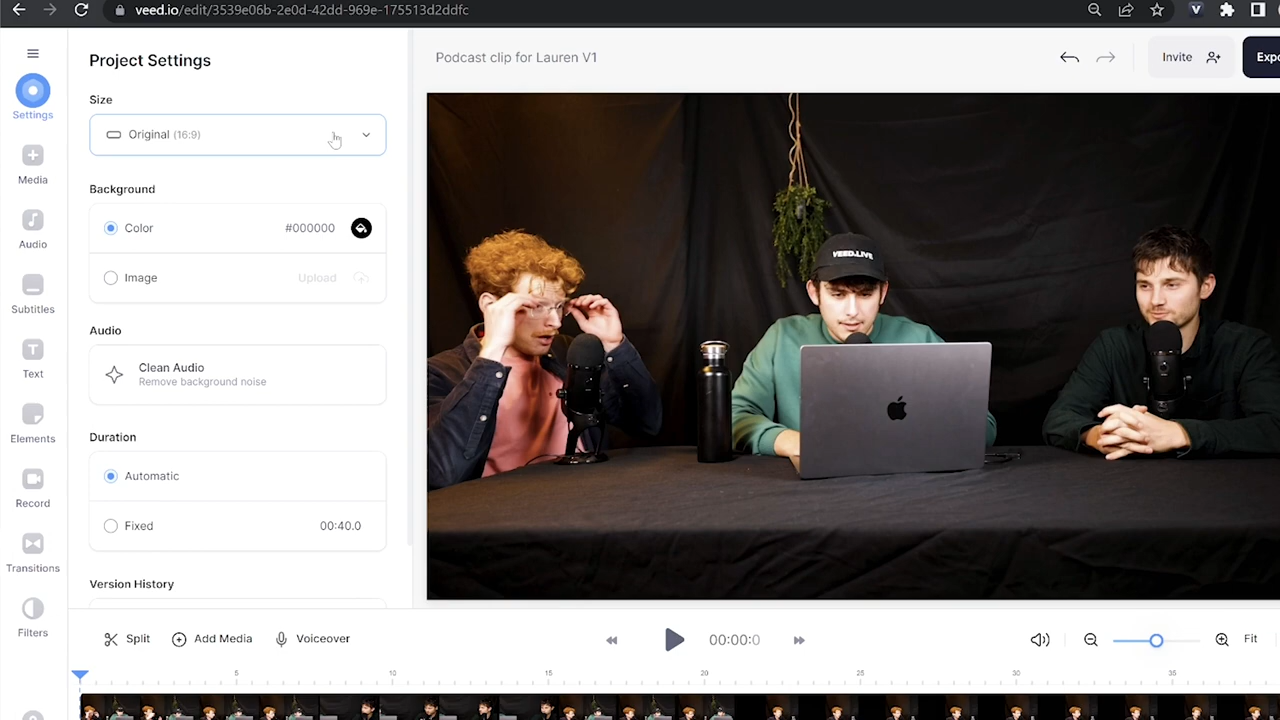 veed.io/edit/3539e06b-2e0d-42dd-969e-175513d2ddfc
Project Settings
Podcast clip for Lauren V1
Invite
Expo
Settings
Size
Original (16:9)
Media
Background
Color
#000000
Audio
Image
Upload
VEED.LIVE
Subtitles
Audio
Text
Clean Audio
Remove background noise
Elements
Duration
Automatic
Record
Fixed
00:40.0
Transitions
Version History
Filters
Split
Add Media
Voiceover
00:00:0
Fit
5
10
15
20
25
30
35